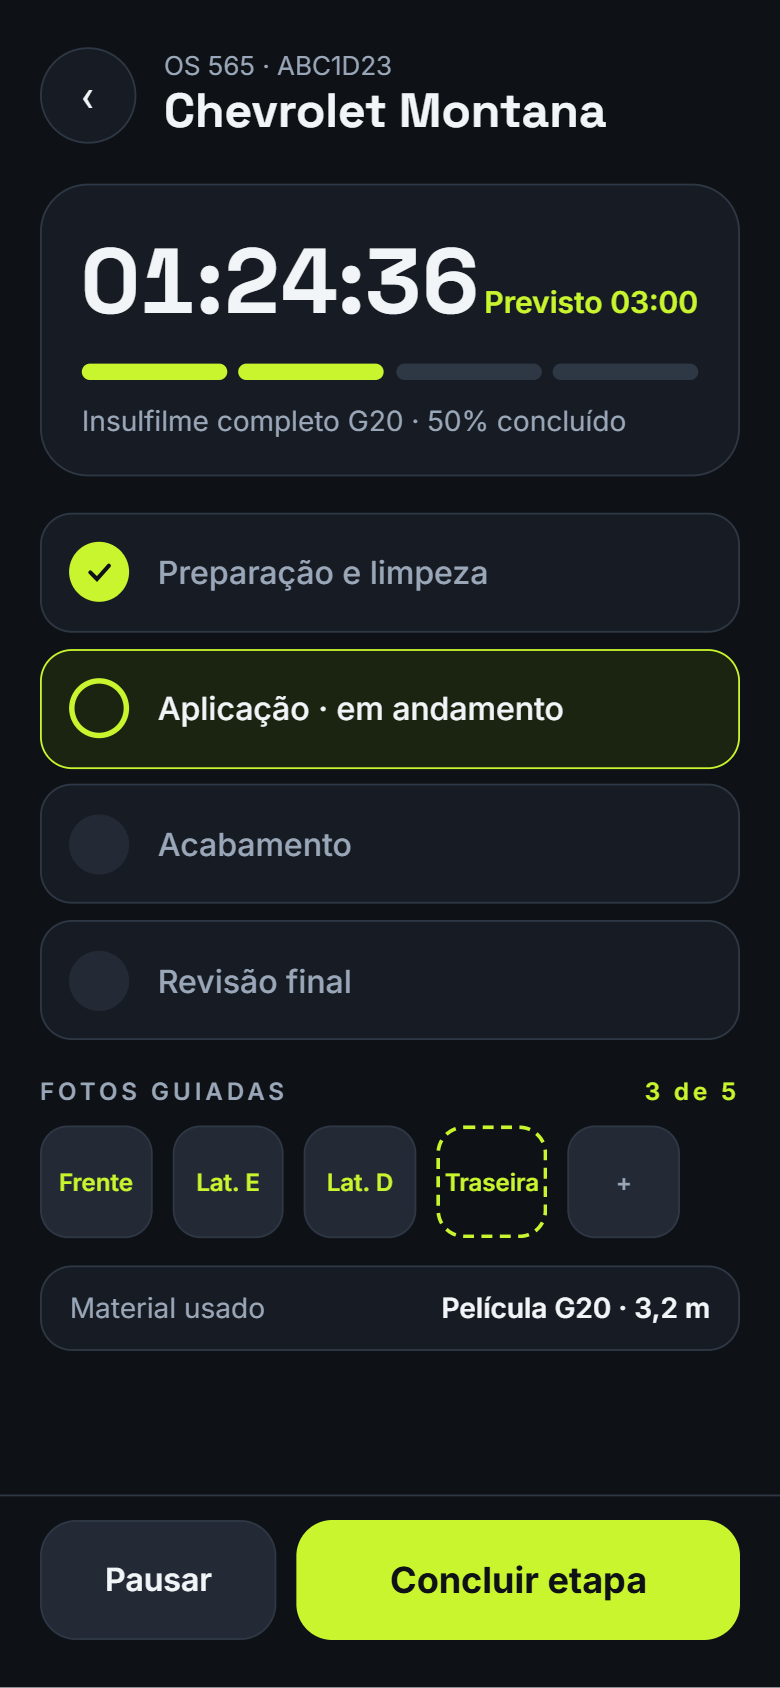 OS 565 · ABC1D23
Chevrolet Montana
01:24:36 Previsto 03:00
Insulfilme completo G20 · 50% concluído
Preparação e limpeza
Aplicação · em andamento
Acabamento
Revisão final
FOTOS GUIADAS 3 de 5
Frente Lat. E Lat. D Traseira +
Material usado Película G20 · 3,2 m
Pausar Concluir etapa